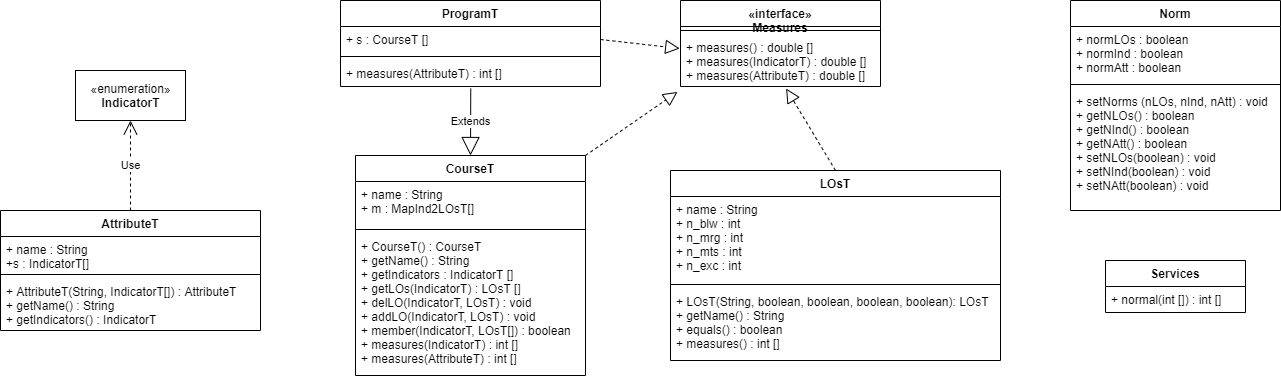 ProgramT
+ s : CourseT []
+ measures(AttributeT) : int []
«interface»
Measures
+ measures() : double []
+ measures(IndicatorT) : double []
+ measures(AttributeT) : double []
Norm
+ normLOs : boolean
+ normInd : boolean
+ normAtt : boolean
+ setNorms (nLOs, nInd, nAtt) : void
+ getNLOs() : boolean
+ getNInd() : boolean
+ getNAtt() : boolean
+ setNLOs(boolean) : void
+ setNInd(boolean) : void
+ setNAtt(boolean) : void
«enumeration»
IndicatorT
Use
Extends
AttributeT
+ name : String
+s : IndicatorT[]
+ AttributeT(String, IndicatorT[]) : AttributeT
+ getName() : String
+ getIndicators() : IndicatorT
CourseT
+ name : String
+ m : MapInd2LOsT[]
+ CourseT() : CourseT
+ getName() : String
+ getIndicators : IndicatorT []
+ getLOs(IndicatorT) : LOsT []
+ delLO(IndicatorT, LOsT) : void
+ addLO(IndicatorT, LOsT) : void
+ member(IndicatorT, LOsT[]) : boolean
+ measures(IndicatorT) : int []
+ measures(AttributeT) : int []
LOsT
+ name : String
+ n_blw : int
+ n_mrg : int
+ n_mts : int
+ n_exc : int
+ LOsT(String, boolean, boolean, boolean, boolean): LOsT
+ getName() : String
+ equals() : boolean
+ measures() : int []
Services
+ normal(int []) : int []